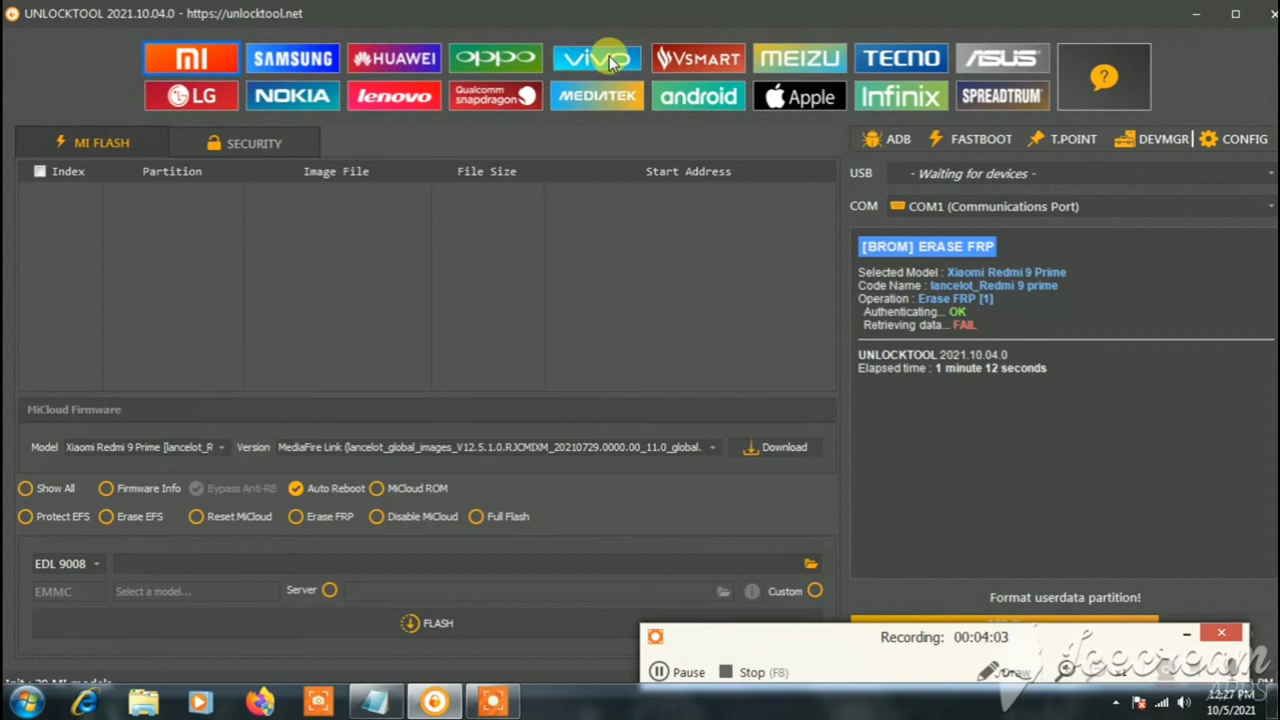 UNLOCKTOOL 2021.10.04.0 - https://unlocktool.net
mi SAMSUNG HUAWEI oppo vivo VSMART MEIZU TECNO ASUS
LG NOKIA lenovo Qualcomm snapdragon MEDIATEK android Apple Infinix SPREADTRUM ?
MI FLASH SECURITY
ADB FASTBOOT T.POINT DEVMGR CONFIG
Index Partition Image File File Size Start Address
USB - Waiting for devices -
COM COM1 (Communications Port)
[BROM] ERASE FRP
Selected Model : Xiaomi Redmi 9 Prime
Code Name : lancelot_Redmi 9 prime
Operation : Erase FRP [1]
Authenticating... OK
Retrieving data... FAIL
UNLOCKTOOL 2021.10.04.0
Elapsed time : 1 minute 12 seconds
MiCloud Firmware
Model Xiaomi Redmi 9 Prime [lancelot_R Version MediaFire Link (lancelot_global_images_V12.5.1.0.RJCMIXM_20210729.0000.00_11.0_global. Download
Show All Firmware Info Bypass Anti-RB Auto Reboot MiCloud ROM
Protect EFS Erase EFS Reset MiCloud Erase FRP Disable MiCloud Full Flash
EDL 9008
EMMC Select a model... Server Custom
FLASH
Format userdata partition!
Recording: 00:04:03
Pause Stop (F8) Draw
Icecream
APPS
12:27 PM
10/5/2021